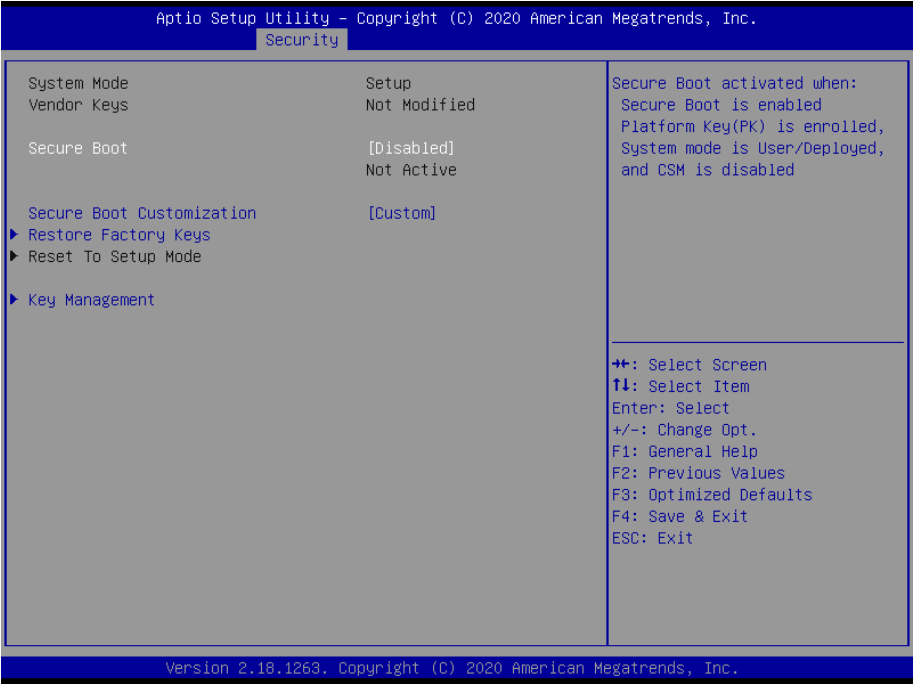 Aptio Setup Utility – Copyright (C) 2020 American Megatrends, Inc.
Security
System Mode Setup
Vendor Keys Not Modified
Secure Boot [Disabled]
Not Active
Secure Boot Customization [Custom]
Restore Factory Keys
Reset To Setup Mode
Key Management
Secure Boot activated when:
Secure Boot is enabled
Platform Key(PK) is enrolled,
System mode is User/Deployed,
and CSM is disabled
→←: Select Screen
↑↓: Select Item
Enter: Select
+/-: Change Opt.
F1: General Help
F2: Previous Values
F3: Optimized Defaults
F4: Save & Exit
ESC: Exit
Version 2.18.1263. Copyright (C) 2020 American Megatrends, Inc.